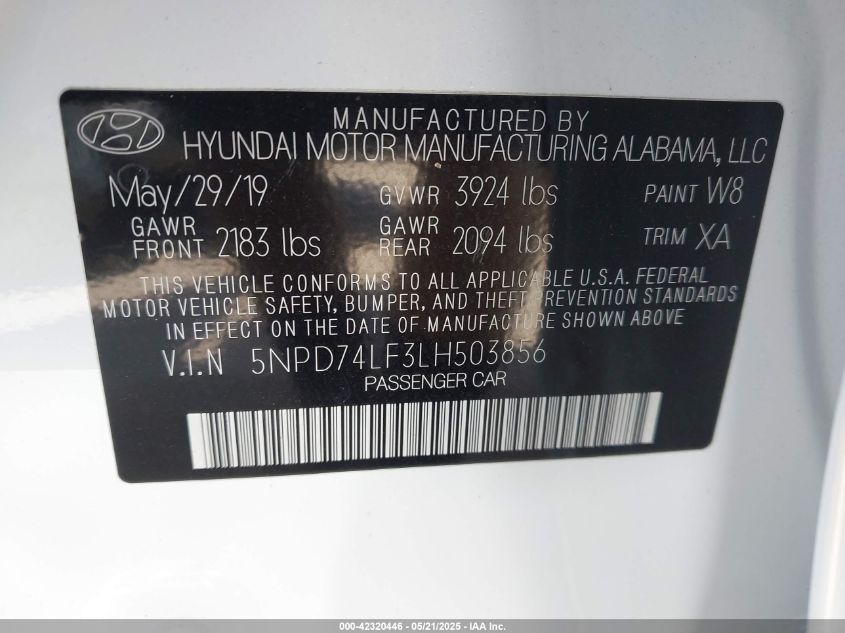 MANUFACTURED BY
HYUNDAI MOTOR MANUFACTURING ALABAMA, LLC
May/29/19 GVWR 3924 lbs PAINT W8
GAWR FRONT 2183 lbs GAWR REAR 2094 lbs TRIM XA
THIS VEHICLE CONFORMS TO ALL APPLICABLE U.S.A. FEDERAL
MOTOR VEHICLE SAFETY, BUMPER, AND THEFT PREVENTION STANDARDS
IN EFFECT ON THE DATE OF MANUFACTURE SHOWN ABOVE
V.I.N 5NPD74LF3LH503856
PASSENGER CAR
000-42320446 - 05/21/2025 - IAA Inc.